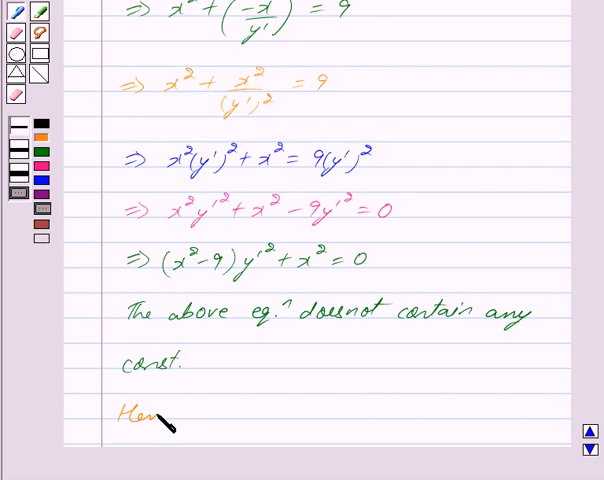 ⇒ x² + (-x/y') = 9
⇒ x² + x²/(y')² = 9
⇒ x²(y')² + x² = 9(y')²
⇒ x²y'² + x² - 9y'² = 0
⇒ (x²-9)y'² + x² = 0
The above eq.ⁿ doesnot contain any
const.
Hen